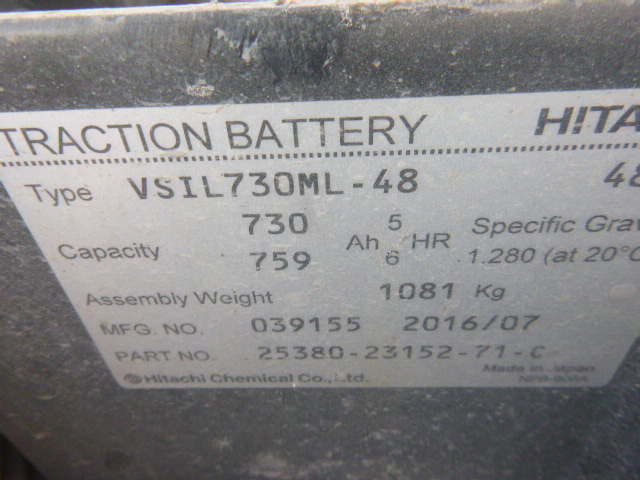 TRACTION BATTERY HITA
Type VSIL730ML-48 48
730 5
Capacity Ah HR Specific Grav
759 6 1.280 (at 20°C
Assembly Weight 1081 Kg
MFG. NO. 039155 2016/07
PART NO. 25380-23152-71-C
Made in Japan
Hitachi Chemical Co., Ltd.